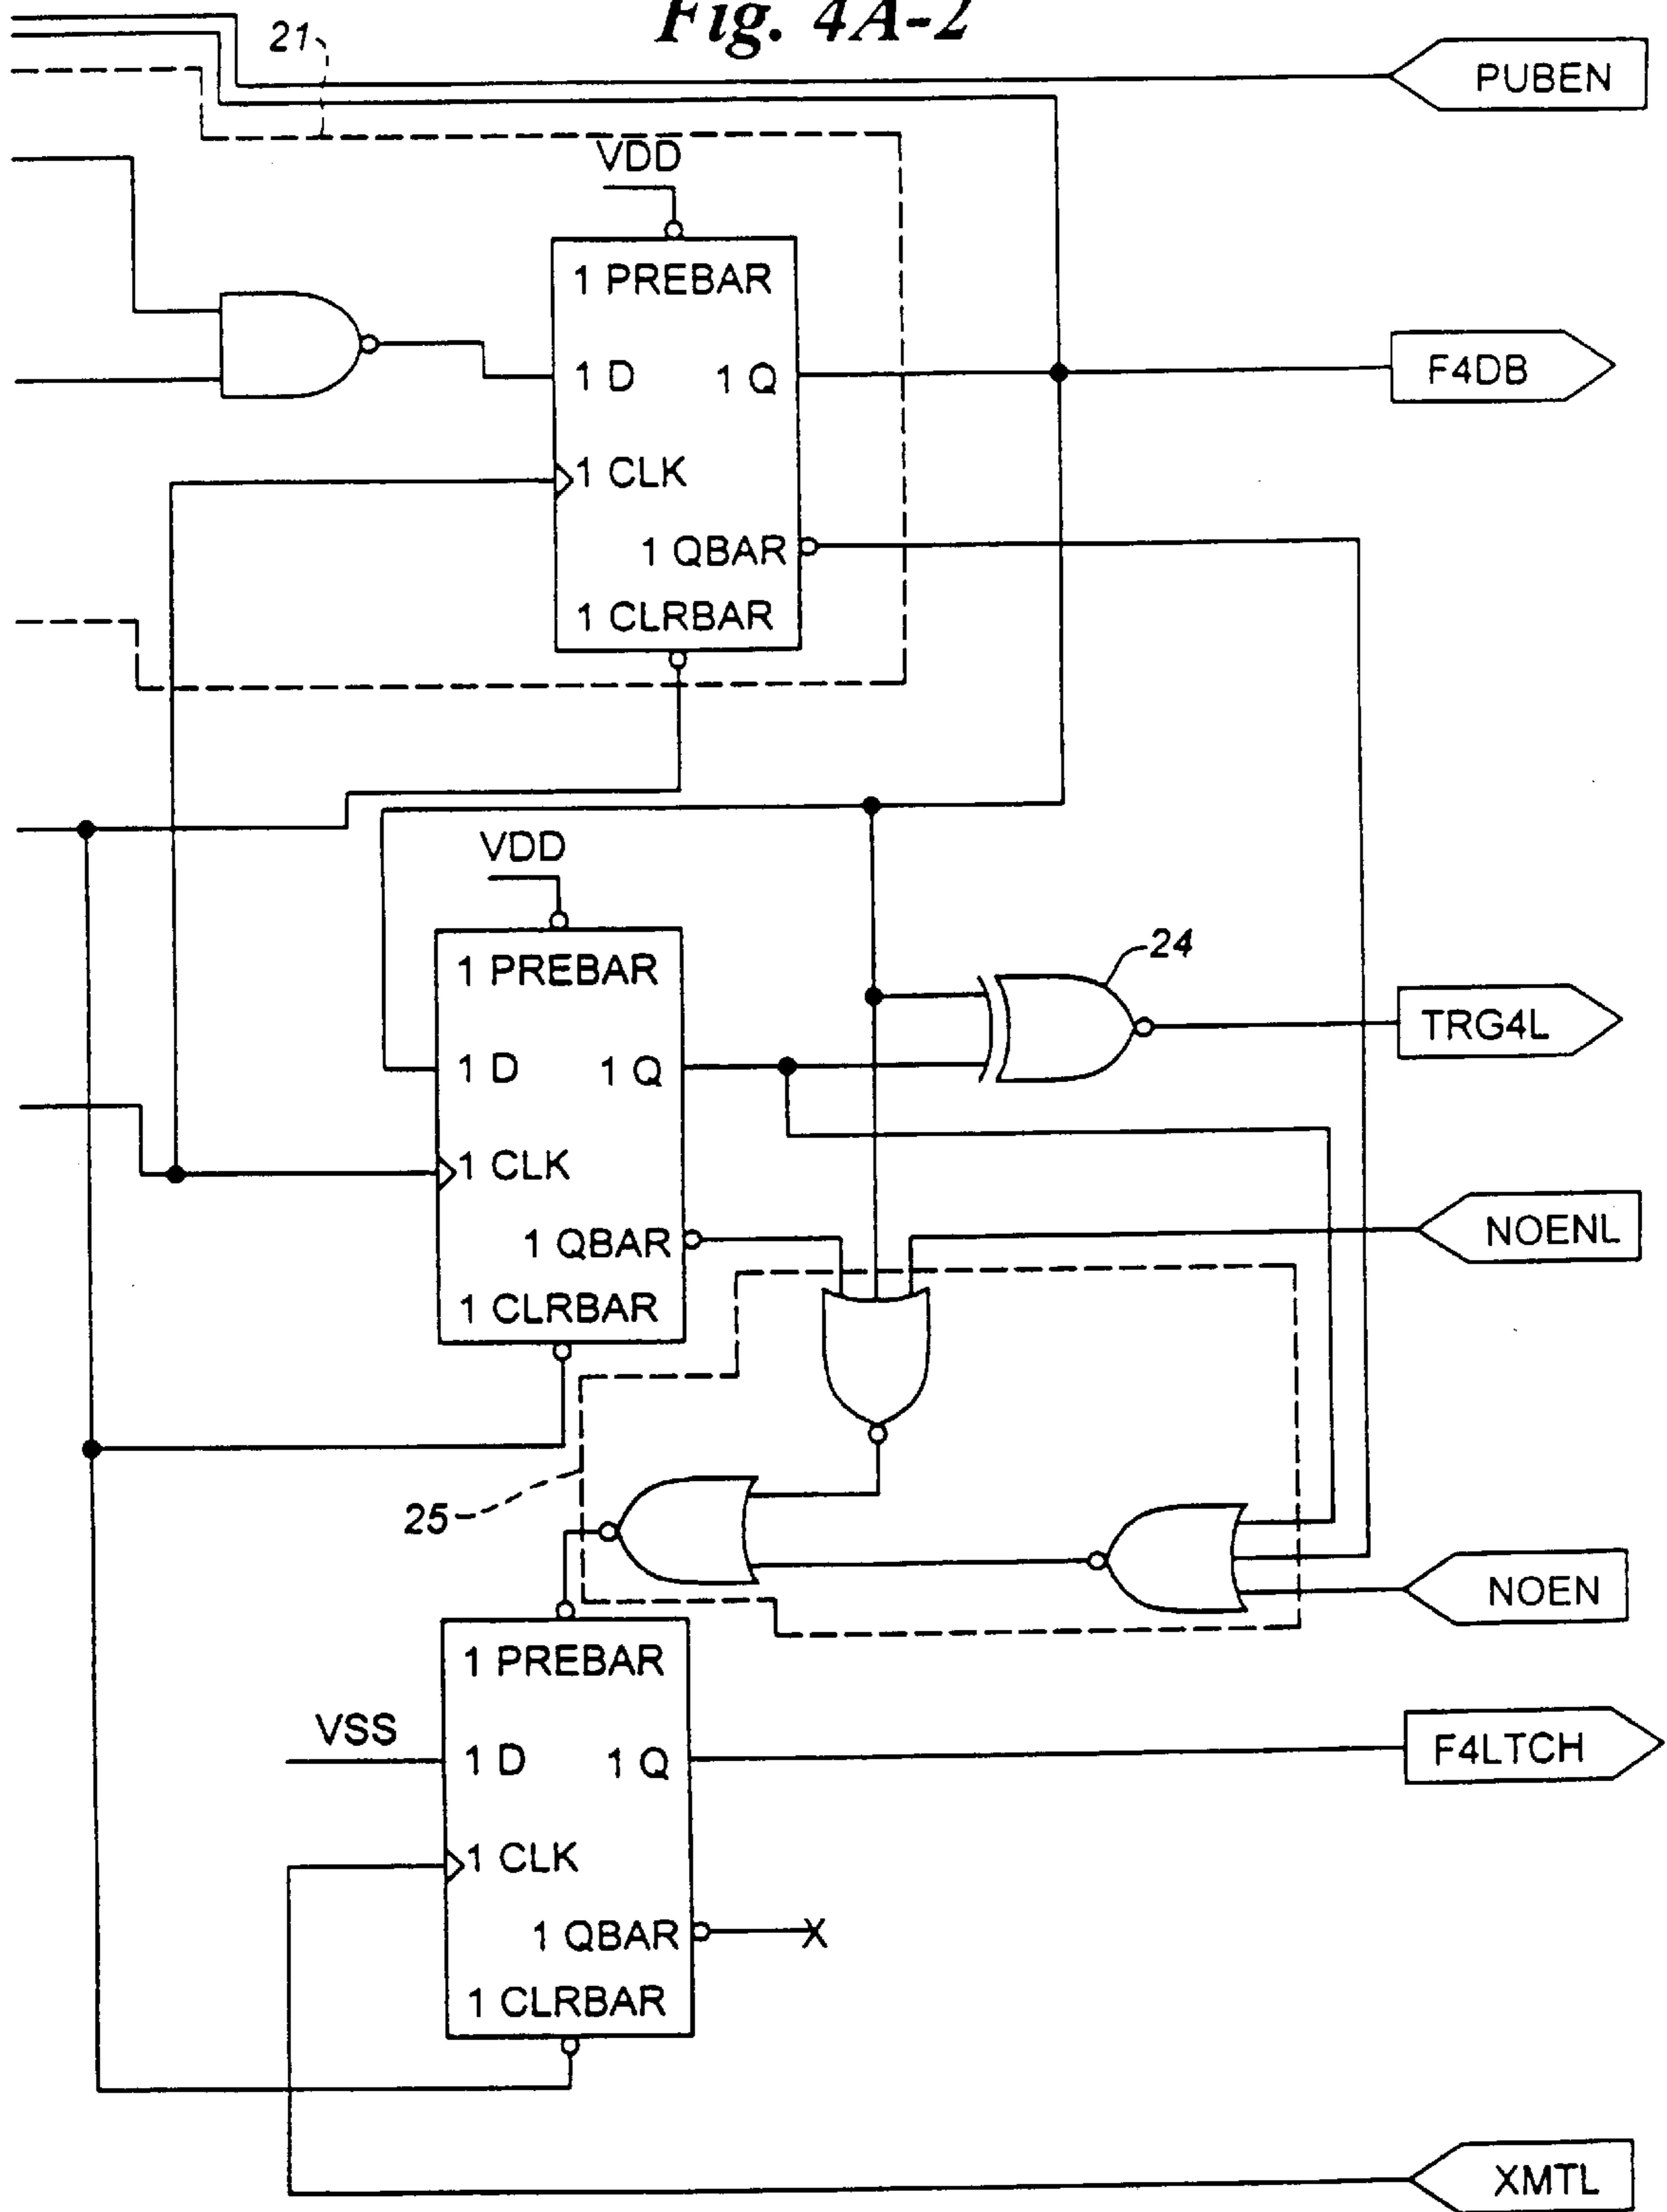 Fig. 4A-2
21
PUBEN
VDD
1 PREBAR
1 D 1 Q
F4DB
1 CLK
1 QBAR
1 CLRBAR
VDD
1 PREBAR
24
TRG4L
1 D 1 Q
1 CLK
NOENL
1 QBAR
1 CLRBAR
25
NOEN
1 PREBAR
VSS
1 D 1 Q
F4LTCH
1 CLK
1 QBAR X
1 CLRBAR
XMTL